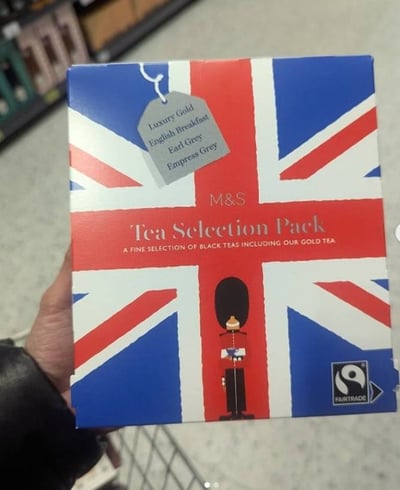 Luxury Gold
English Breakfast
Earl Grey
Empress Grey
M&S
Tea Selection Pack
A FINE SELECTION OF BLACK TEAS INCLUDING OUR GOLD TEA
FAIRTRADE